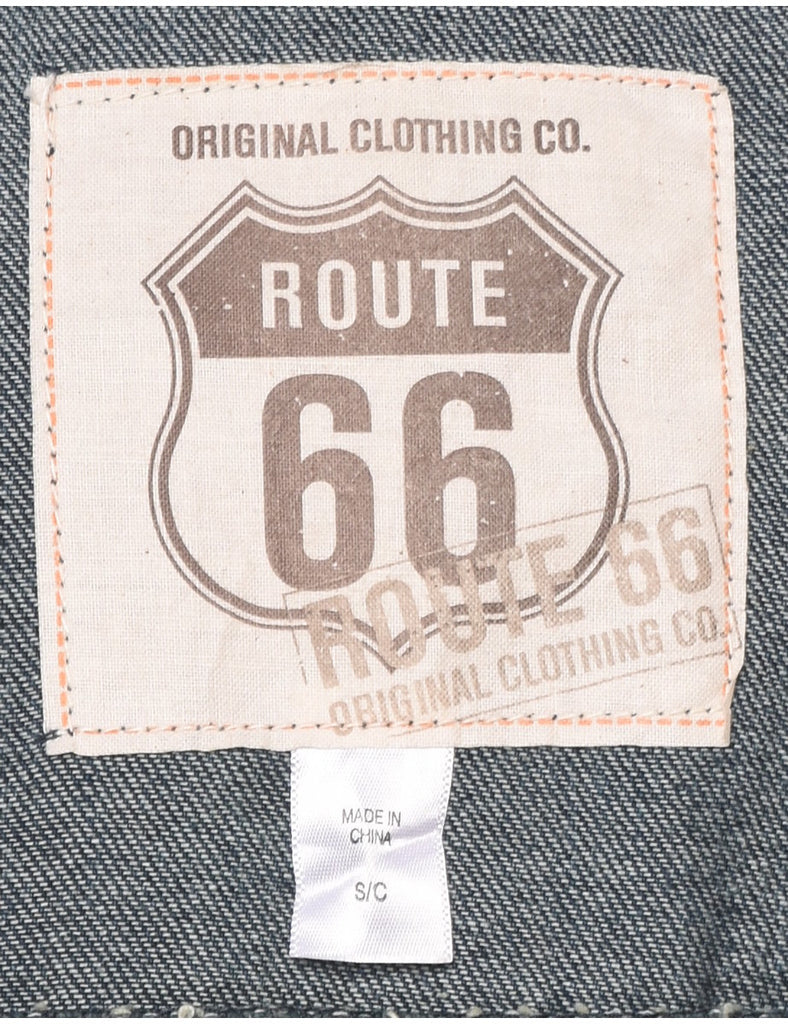 ORIGINAL CLOTHING CO.
ROUTE
66
ROUTE 66
ORIGINAL CLOTHING CO.
MADE IN
CHINA
S/C